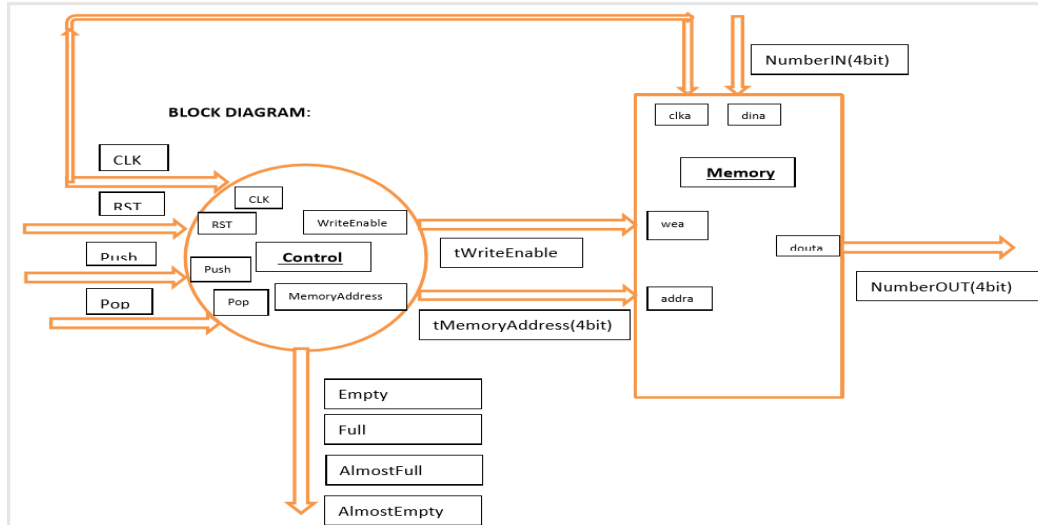 NumberIN(4bit)
BLOCK DIAGRAM:
clka
dina
CLK
Memory
RST
CLK
RST
WriteEnable
wea
douta
Push
Control
tWriteEnable
Push
NumberOUT(4bit)
Pop
Pop
MemoryAddress
addra
tMemoryAddress(4bit)
Empty
Full
AlmostFull
AlmostEmpty